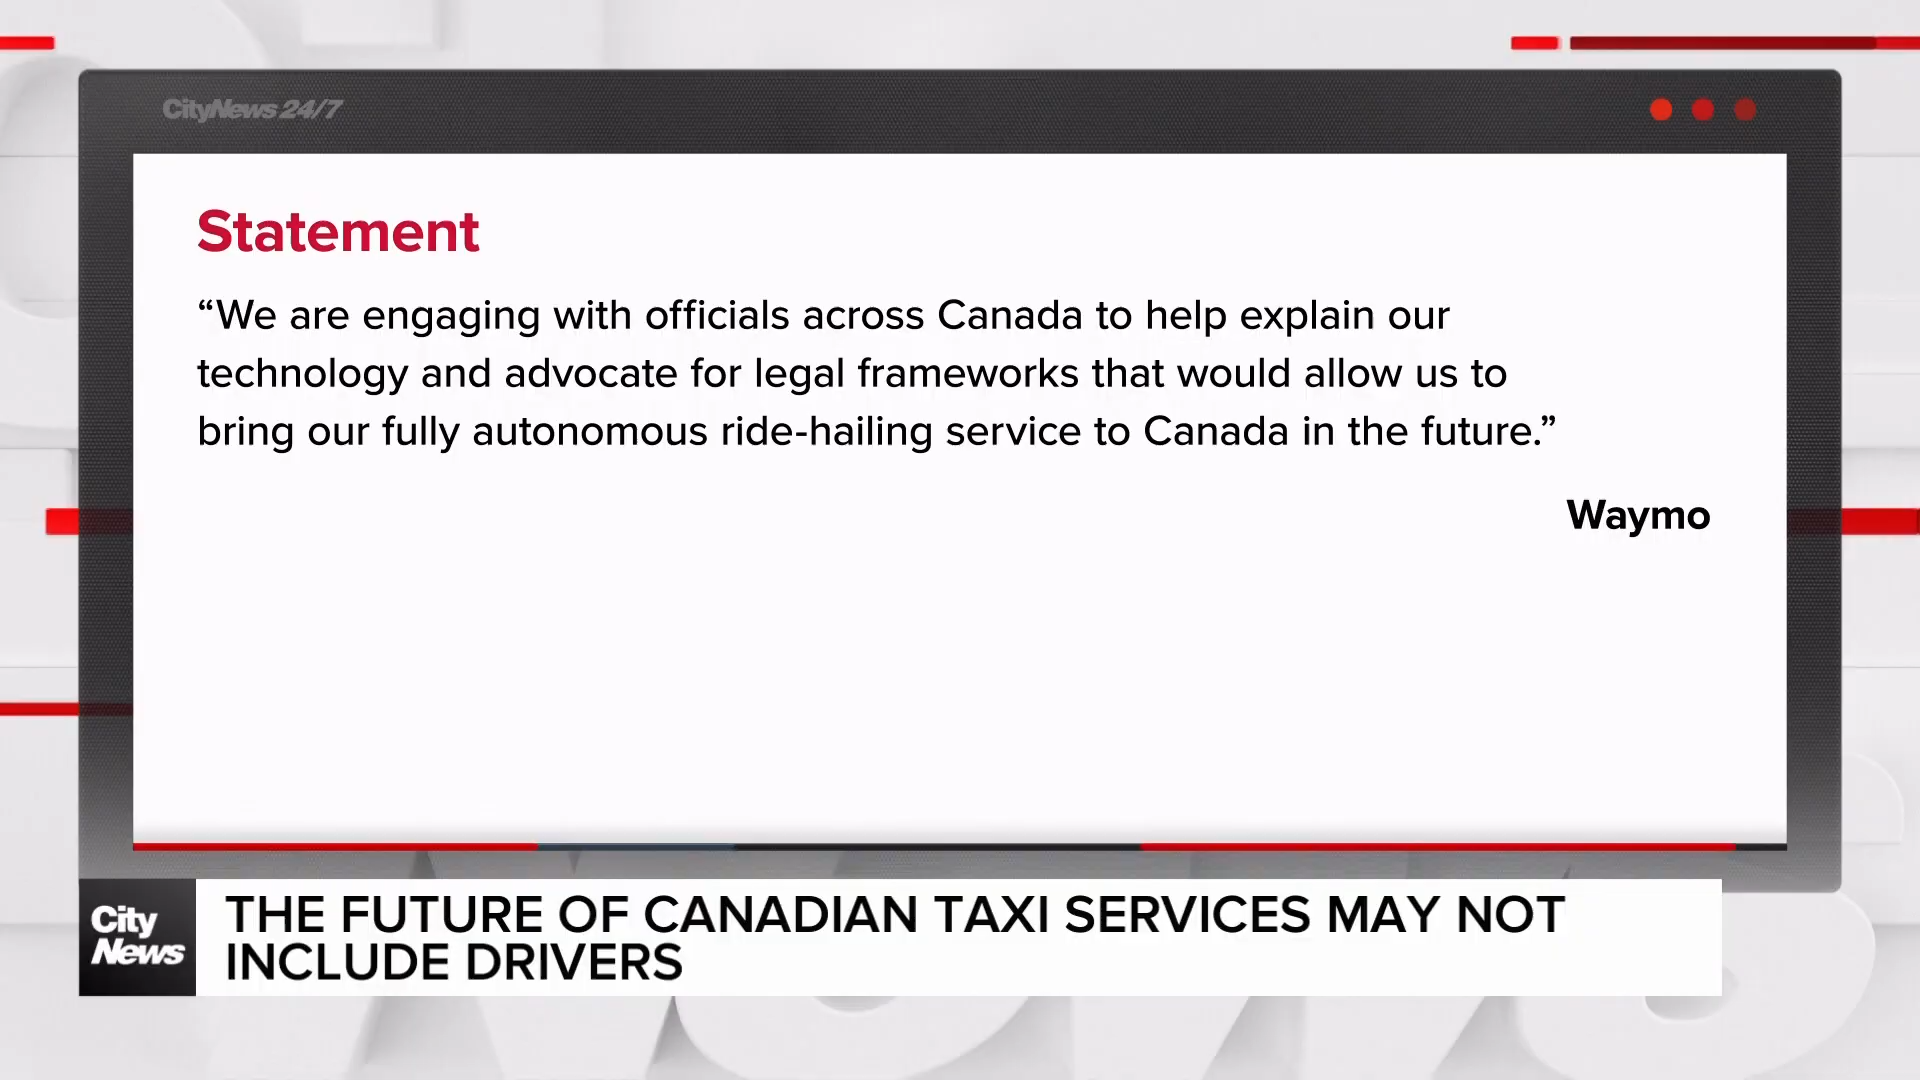 CityNews 24/7
Statement
“We are engaging with officials across Canada to help explain our
technology and advocate for legal frameworks that would allow us to
bring our fully autonomous ride-hailing service to Canada in the future.”
Waymo
City
News
THE FUTURE OF CANADIAN TAXI SERVICES MAY NOT
INCLUDE DRIVERS